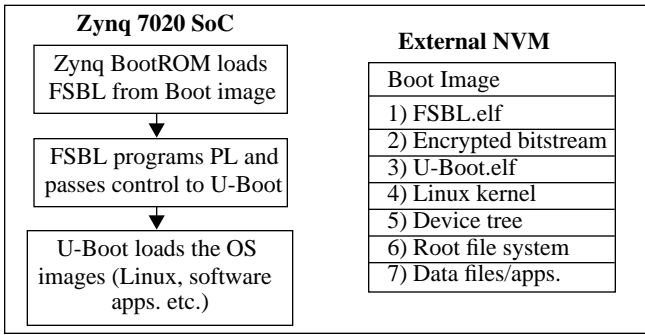 Zynq 7020 SoC
Zynq BootROM loads
FSBL from Boot image
FSBL programs PL and
passes control to U-Boot
U-Boot loads the OS
images (Linux, software
apps. etc.)
External NVM
Boot Image
1) FSBL.elf
2) Encrypted bitstream
3) U-Boot.elf
4) Linux kernel
5) Device tree
6) Root file system
7) Data files/apps.